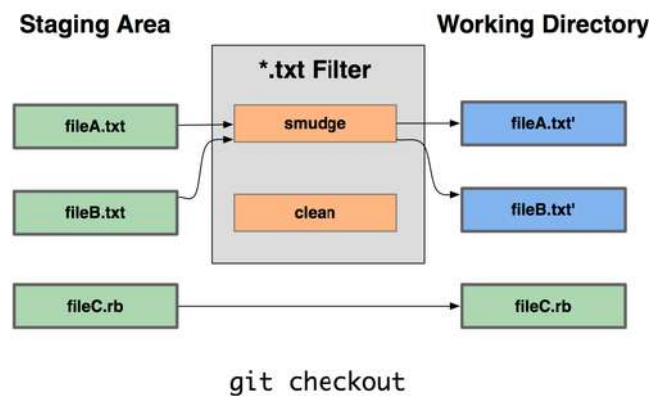 Staging Area
Working Directory
*.txt Filter
fileA.txt
smudge
fileA.txt'
fileB.txt
clean
fileB.txt'
fileC.rb
fileC.rb
git checkout